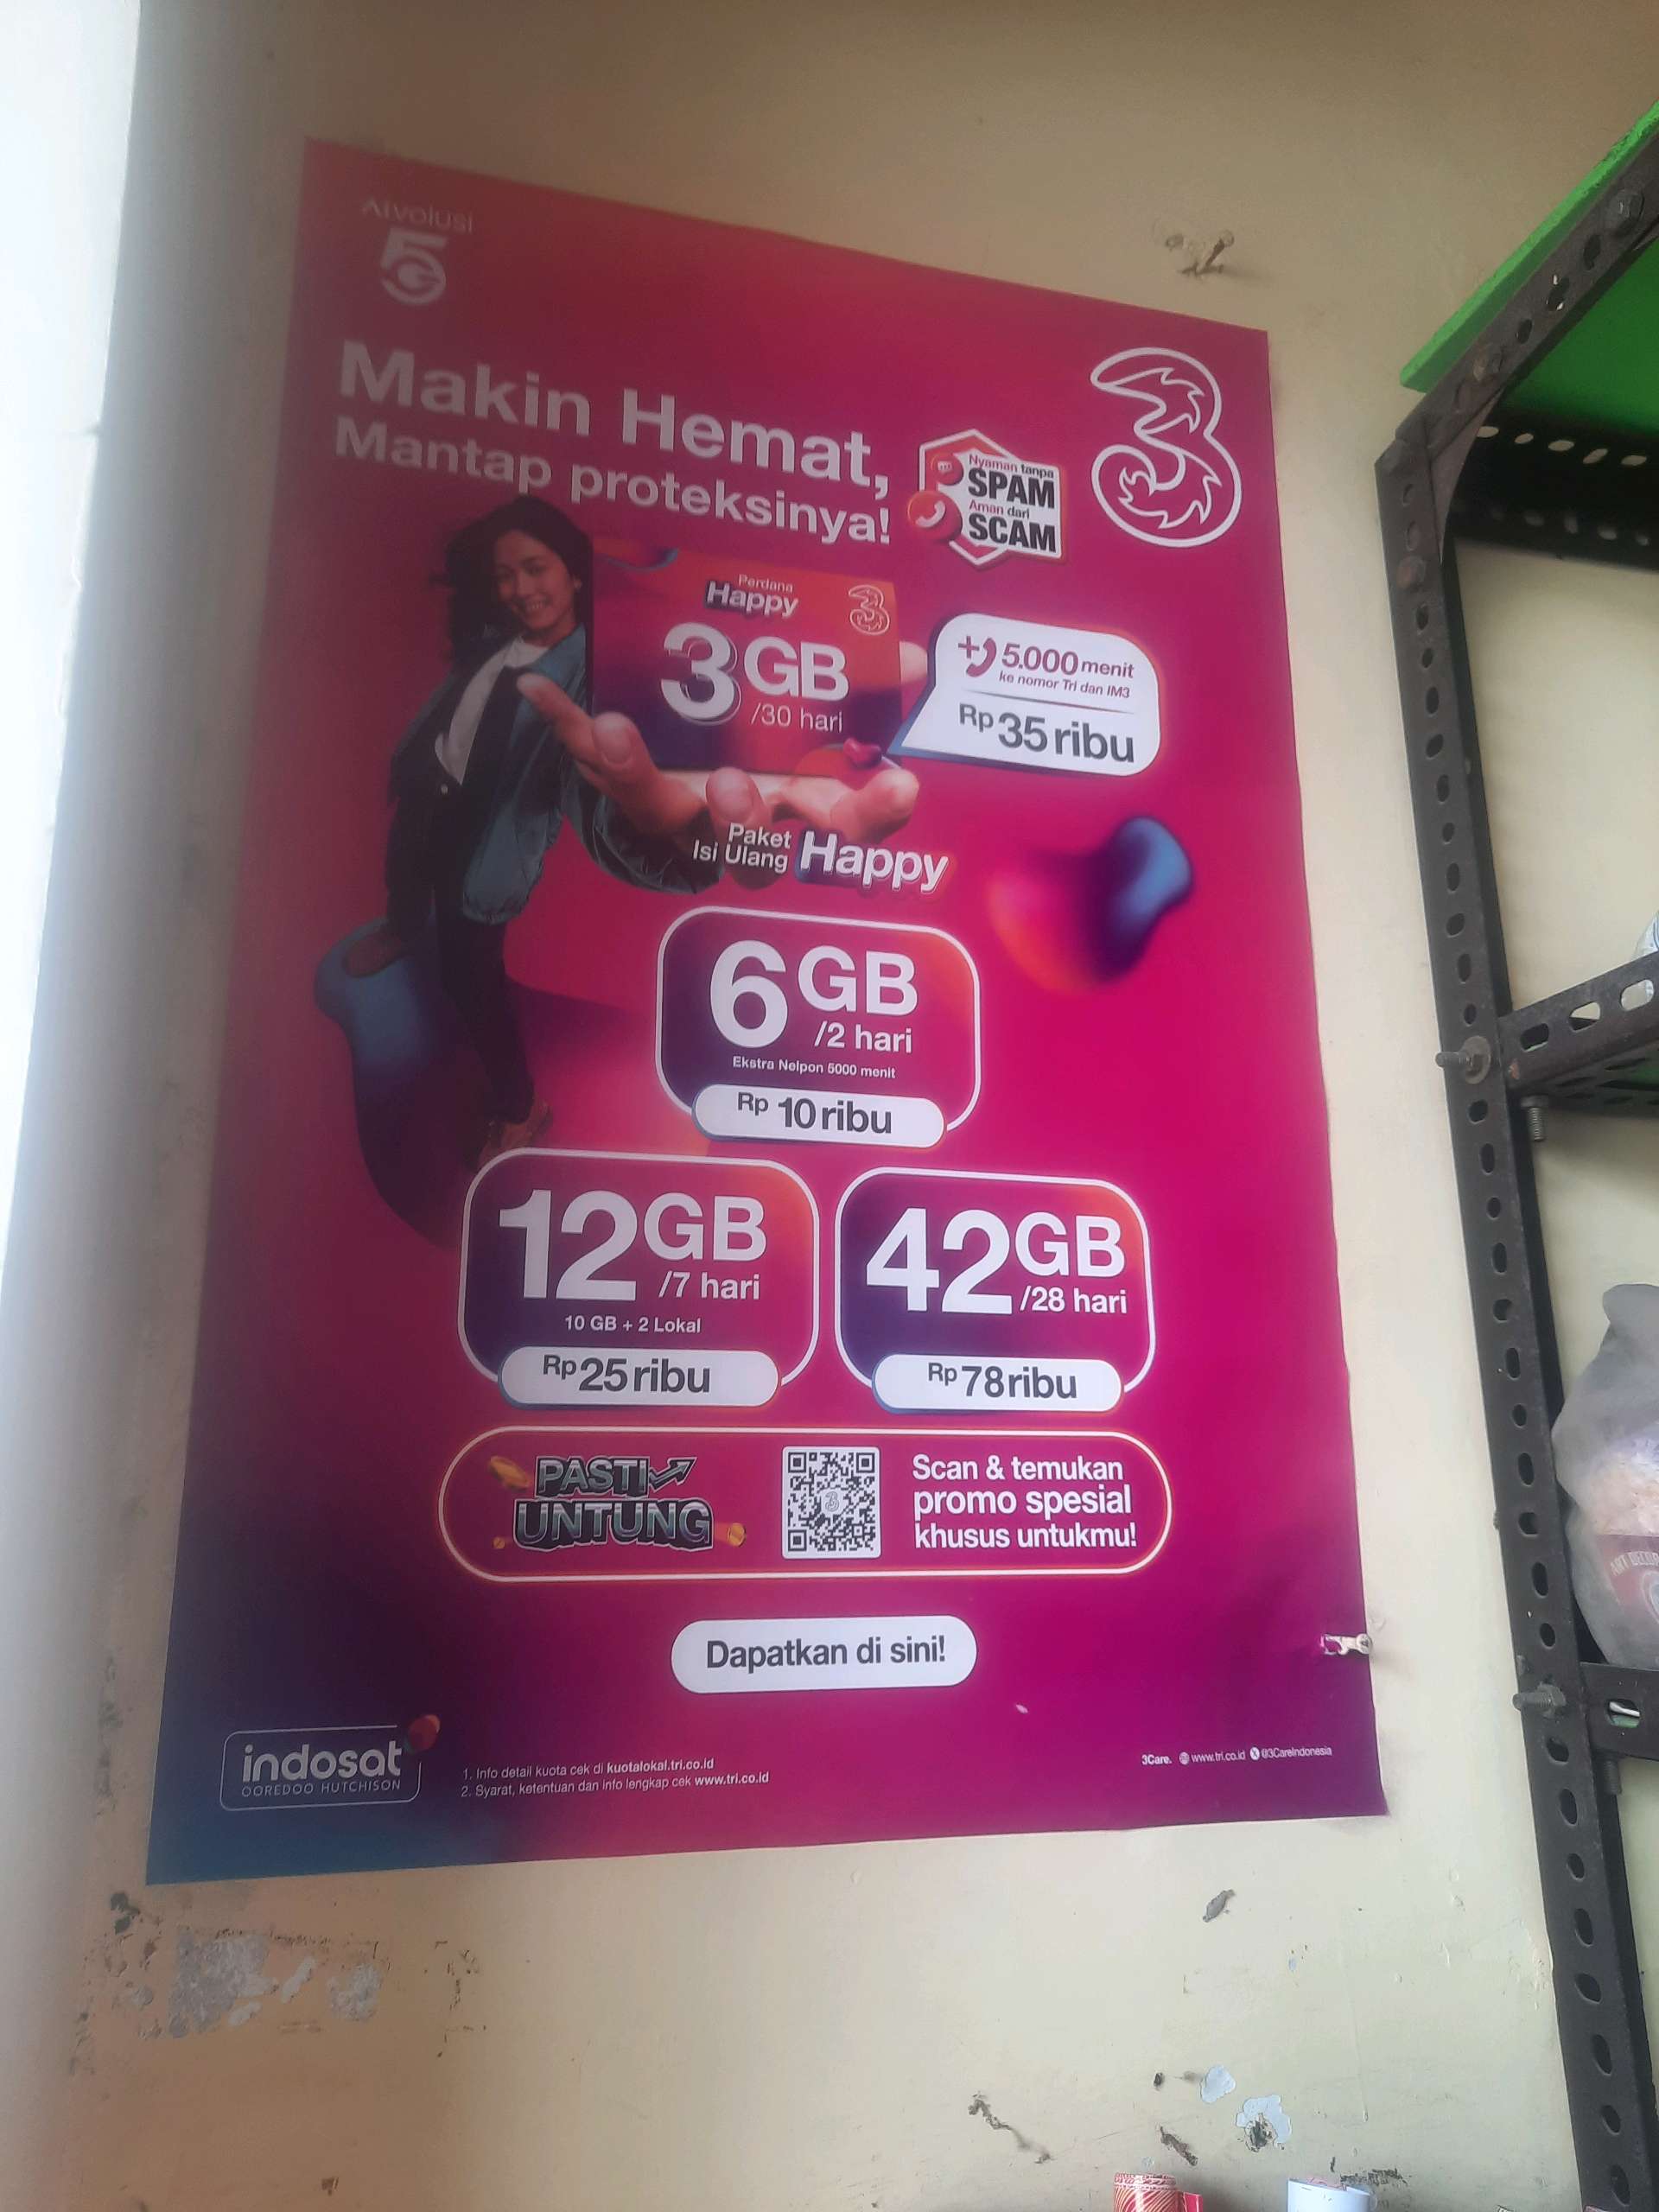 AIvolusi
5G
Makin Hemat,
Mantap proteksinya!
Nyaman tanpa
SPAM
Aman dari
SCAM
3
Perdana
Happy
3
3GB
/30 hari
+ 5.000 menit
ke nomor Tri dan IM3
Rp 35 ribu
Paket
Isi Ulang Happy
6GB
/2 hari
Ekstra Nelpon 5000 menit
Rp 10 ribu
12GB
/7 hari
10 GB + 2 Lokal
Rp 25 ribu
42GB
/28 hari
Rp 78 ribu
PASTI
UNTUNG
Scan & temukan
promo spesial
khusus untukmu!
Dapatkan di sini!
indosat
OOREDOO HUTCHISON
1. Info detail kuota cek di kuotalokal.tri.co.id
2. Syarat, ketentuan dan info lengkap cek www.tri.co.id
3Care. www.tri.co.id @3CareIndonesia